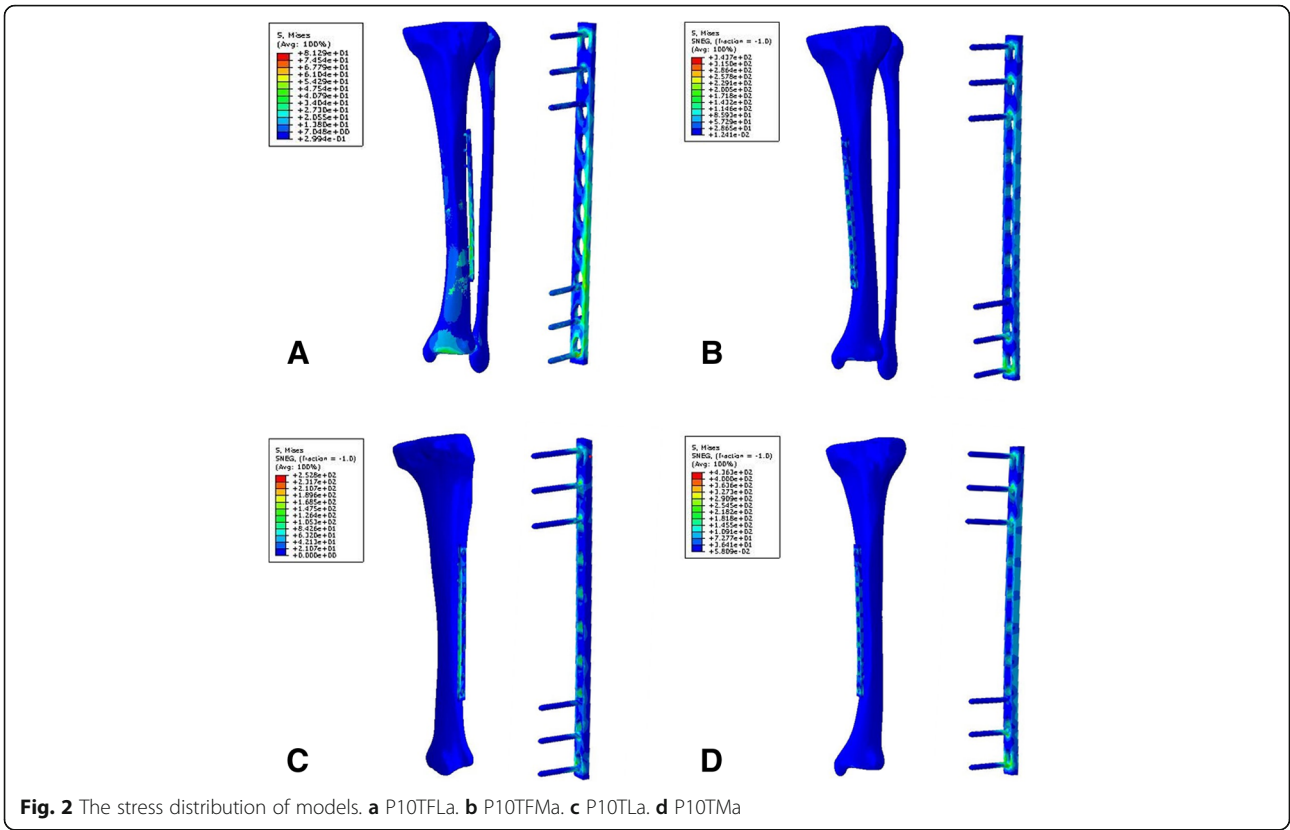 S, Mises
(Avg: 100%)
+8.129e+01
+7.454e+01
+6.779e+01
+6.104e+01
+5.429e+01
+4.754e+01
+4.079e+01
+3.404e+01
+2.730e+01
+2.055e+01
+1.380e+01
+7.048e+00
+2.994e-01
A
S, Mises
SNEG, (fraction = -1.0)
(Avg: 100%)
+3.437e+02
+3.150e+02
+2.864e+02
+2.578e+02
+2.291e+02
+2.005e+02
+1.718e+02
+1.432e+02
+1.146e+02
+8.593e+01
+5.729e+01
+2.865e+01
+1.241e-02
B
S, Mises
SNEG, (fraction = -1.0)
(Avg: 100%)
+2.528e+02
+2.317e+02
+2.107e+02
+1.896e+02
+1.685e+02
+1.475e+02
+1.264e+02
+1.053e+02
+8.426e+01
+6.320e+01
+4.213e+01
+2.107e+01
+0.000e+00
C
S, Mises
SNEG, (fraction = -1.0)
(Avg: 100%)
+4.363e+02
+4.000e+02
+3.636e+02
+3.273e+02
+2.909e+02
+2.545e+02
+2.182e+02
+1.818e+02
+1.455e+02
+1.091e+02
+7.277e+01
+3.641e+01
+5.809e-02
D
Fig. 2 The stress distribution of models. a P10TFLa. b P10TFMa. c P10TLa. d P10TMa